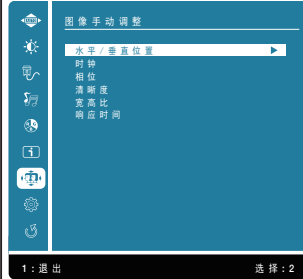 图像手动调整
水平/垂直位置
时钟
相位
清晰度
宽高比
响应时间
1:退出 选择:2